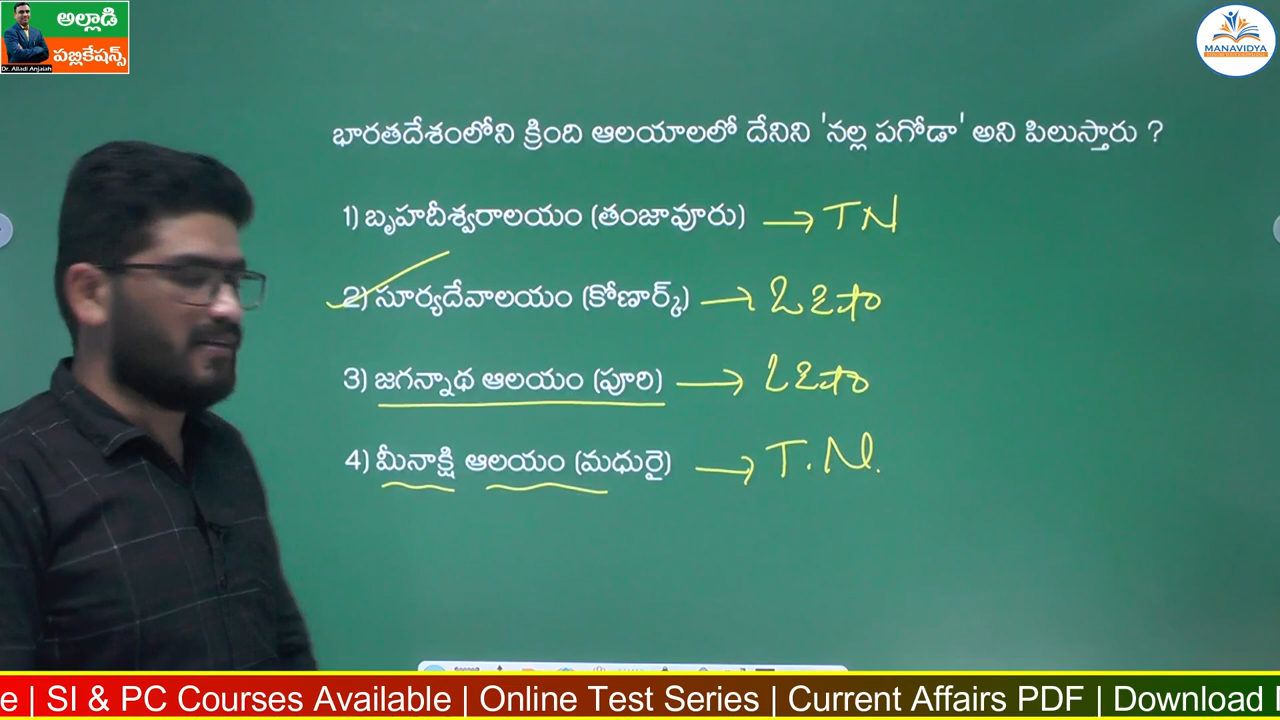 అల్లాడి
పబ్లికేషన్స్
Dr. Alladi Anjaiah
MANAVIDYA
భారతదేశంలోని క్రింది ఆలయాలలో దేనిని 'నల్ల పగోడా' అని పిలుస్తారు ?
1) బృహదీశ్వరాలయం (తంజావూరు) → TN
2) సూర్యదేవాలయం (కోణార్క్) →
3) జగన్నాథ ఆలయం (పూరి) →
4) మీనాక్షి ఆలయం (మధురై) → T.N.
e | SI & PC Courses Available | Online Test Series | Current Affairs PDF | Download